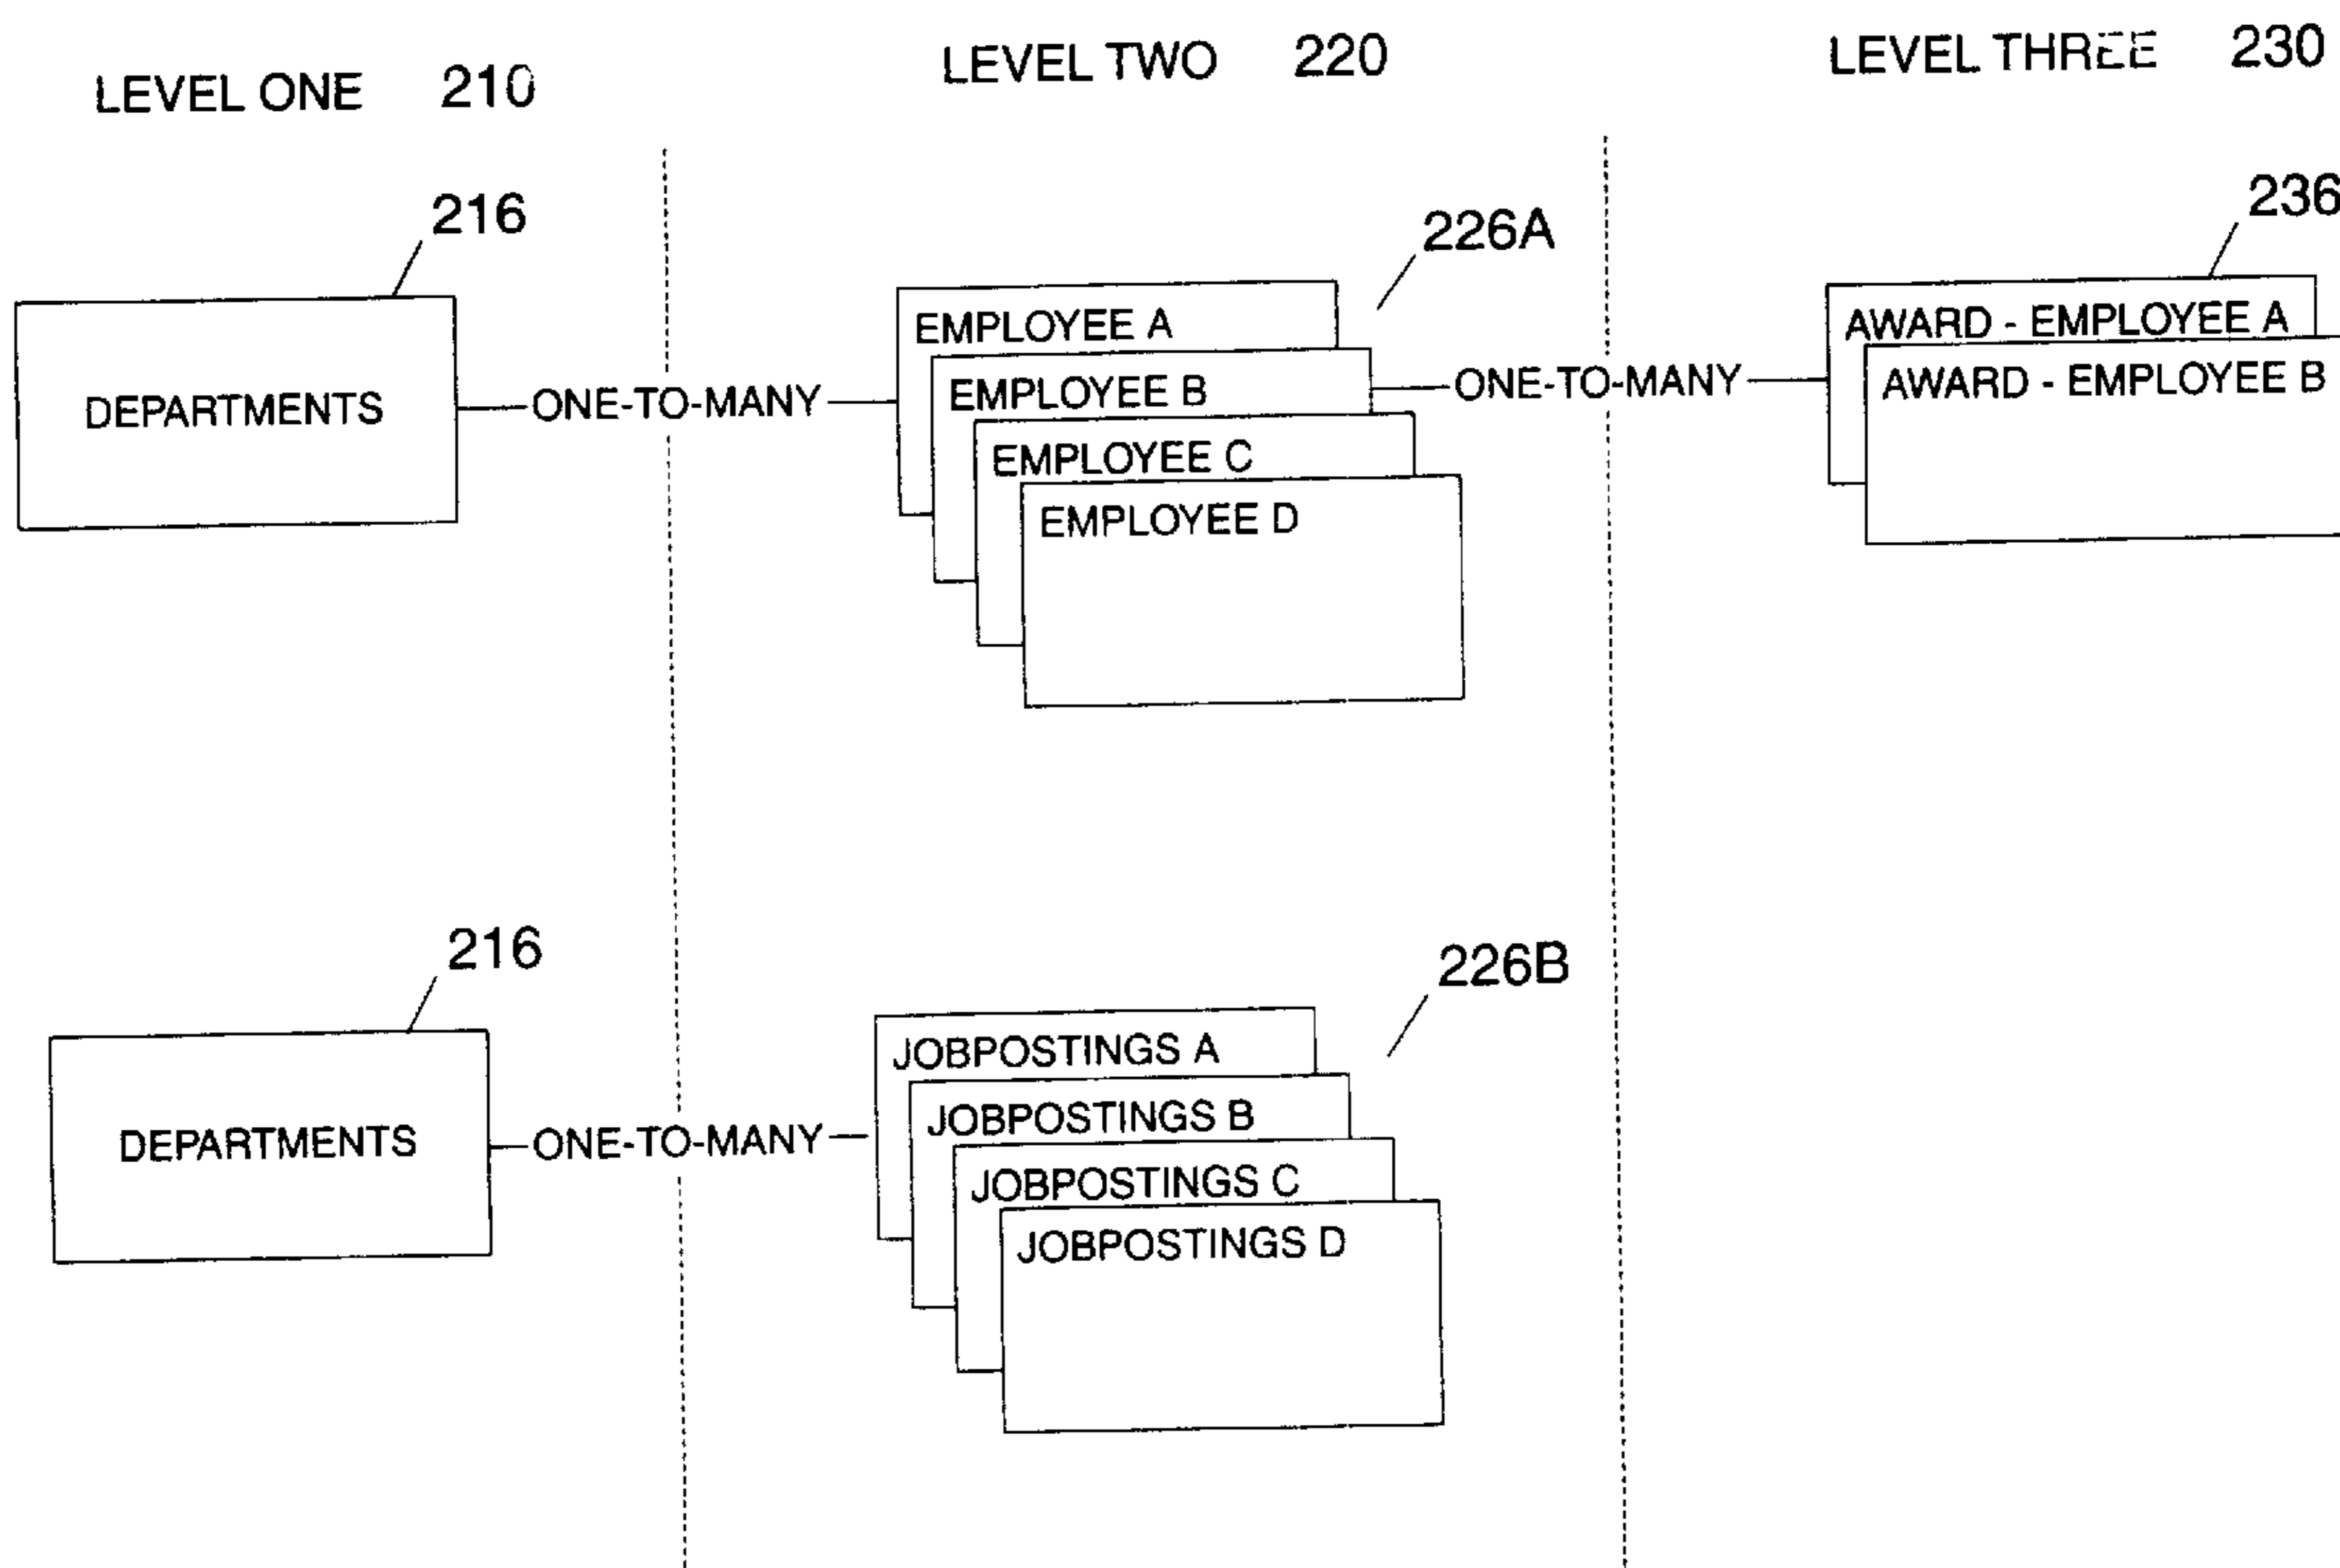 LEVEL ONE 210
LEVEL TWO 220
LEVEL THREE 230
216
226A
236
DEPARTMENTS
ONE-TO-MANY
EMPLOYEE A
EMPLOYEE B
EMPLOYEE C
EMPLOYEE D
ONE-TO-MANY
AWARD - EMPLOYEE A
AWARD - EMPLOYEE B
216
226B
DEPARTMENTS
ONE-TO-MANY
JOBPOSTINGS A
JOBPOSTINGS B
JOBPOSTINGS C
JOBPOSTINGS D